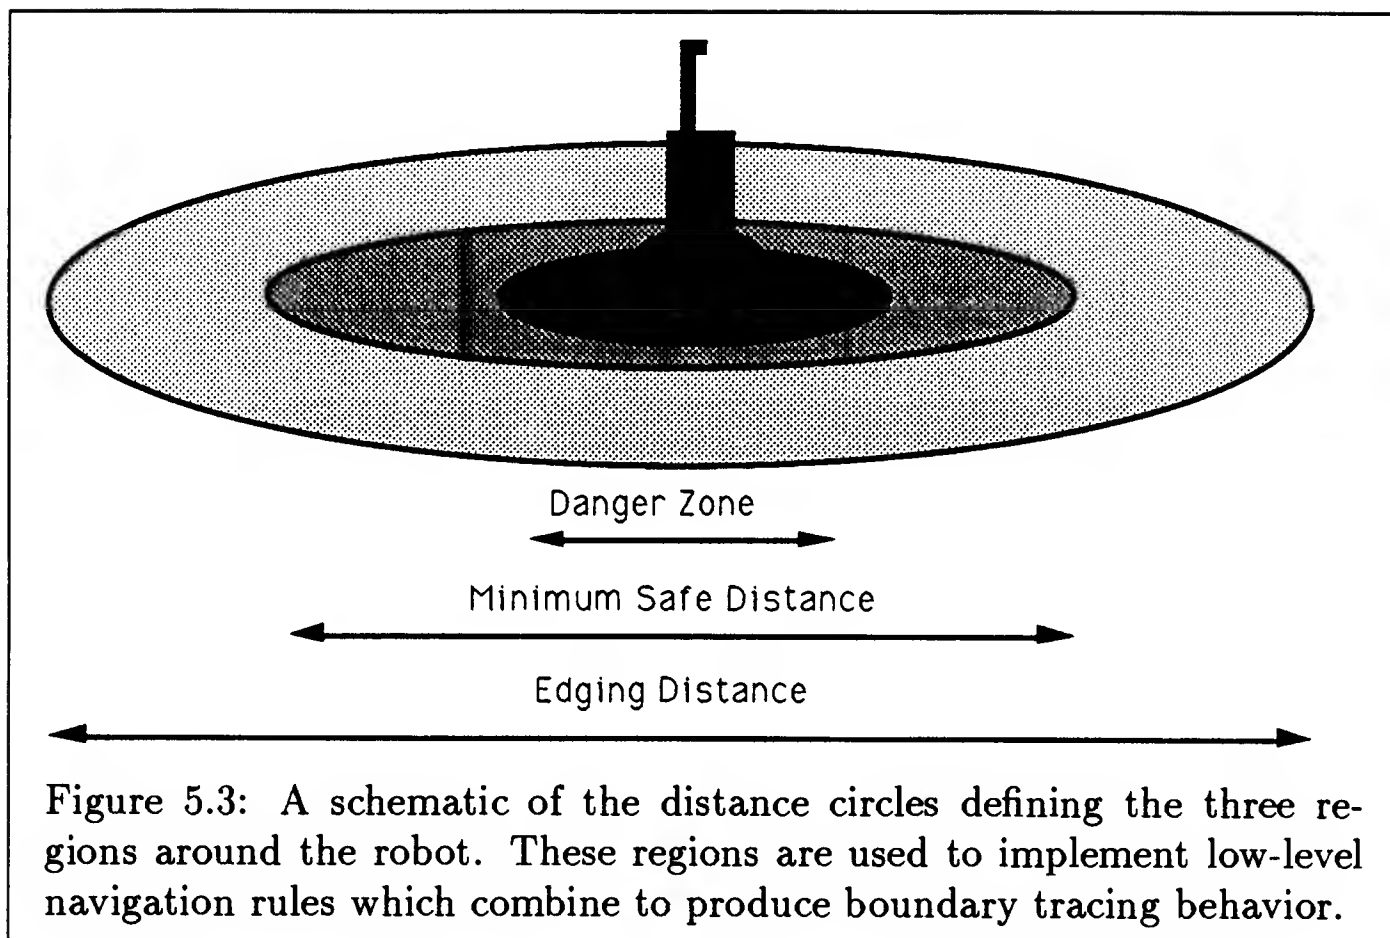 Danger Zone
Minimum Safe Distance
Edging Distance
Figure 5.3: A schematic of the distance circles defining the three re-
gions around the robot. These regions are used to implement low-level
navigation rules which combine to produce boundary tracing behavior.